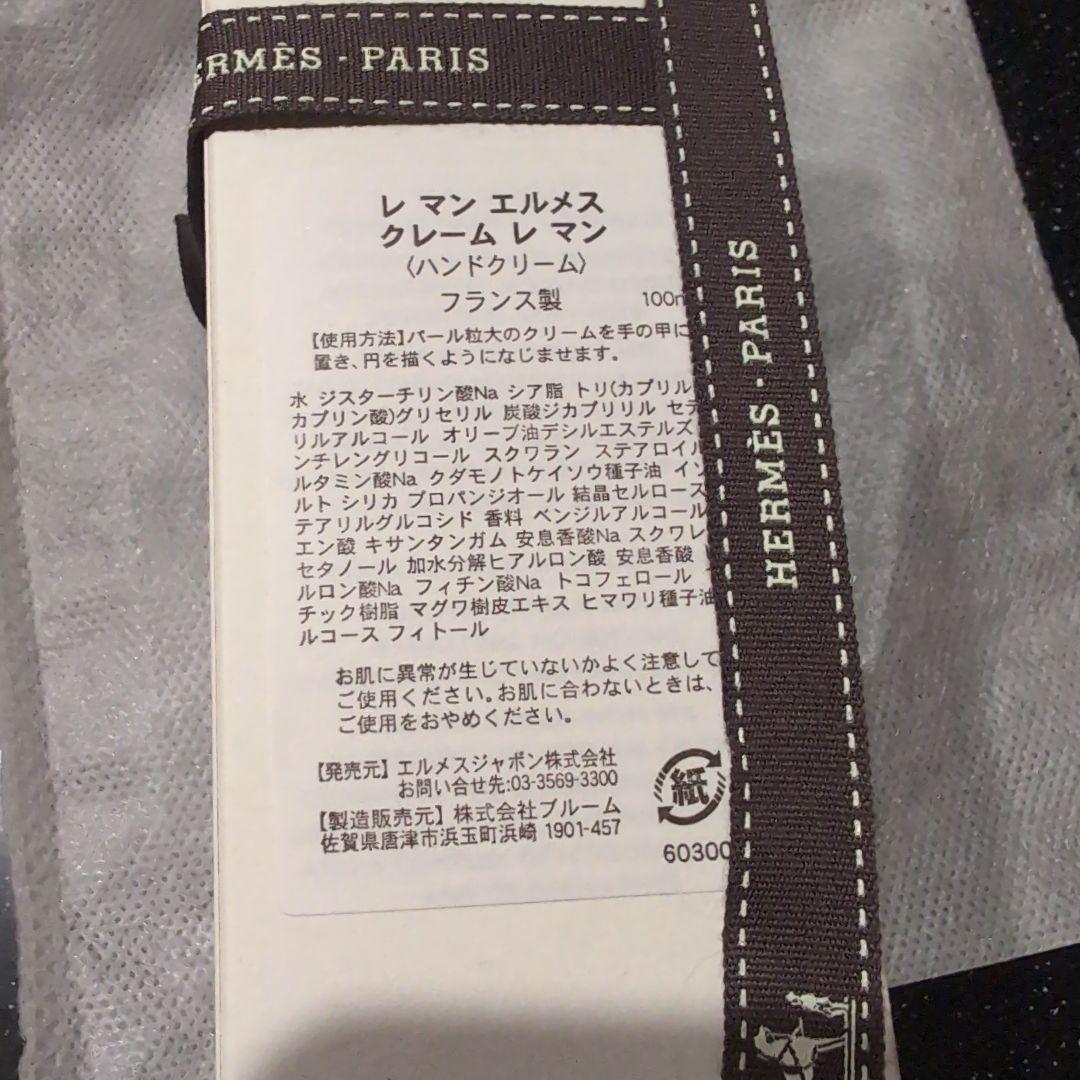 HERMÈS - PARIS
レ マン エルメス
クレーム レ マン
〈ハンドクリーム〉
フランス製 100m
【使用方法】パール粒大のクリームを手の甲に
置き、円を描くようになじませます。
水 ジスターチリン酸Na シア脂 トリ(カプリル
カプリン酸)グリセリル 炭酸ジカプリリル セテ
リルアルコール オリーブ油デシルエステルズ
ンチレングリコール スクワラン ステアロイル
ルタミン酸Na クダモノトケイソウ種子油 イソ
ルト シリカ プロパンジオール 結晶セルロース
テアリルグルコシド 香料 ベンジルアルコール
エン酸 キサンタンガム 安息香酸Na スクワレ
セタノール 加水分解ヒアルロン酸 安息香酸
ルロン酸Na フィチン酸Na トコフェロール
チック樹脂 マグワ樹皮エキス ヒマワリ種子油
ルコース フィトール
お肌に異常が生じていないかよく注意して
ご使用ください。お肌に合わないときは、
ご使用をおやめください。
【発売元】エルメスジャポン株式会社
お問い合せ先:03-3569-3300
【製造販売元】株式会社ブルーム
佐賀県唐津市浜玉町浜崎 1901-457
紙
60300
HERMÈS - PARIS